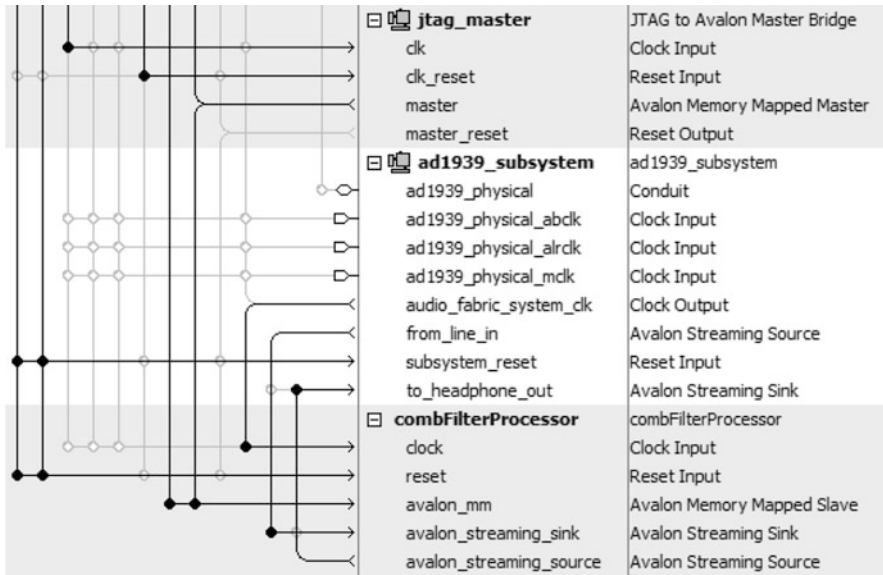 jtag_master JTAG to Avalon Master Bridge
clk Clock Input
clk_reset Reset Input
master Avalon Memory Mapped Master
master_reset Reset Output
ad1939_subsystem ad1939_subsystem
ad1939_physical Conduit
ad1939_physical_abclk Clock Input
ad1939_physical_alrclk Clock Input
ad1939_physical_mclk Clock Input
audio_fabric_system_clk Clock Output
from_line_in Avalon Streaming Source
subsystem_reset Reset Input
to_headphone_out Avalon Streaming Sink
combFilterProcessor combFilterProcessor
clock Clock Input
reset Reset Input
avalon_mm Avalon Memory Mapped Slave
avalon_streaming_sink Avalon Streaming Sink
avalon_streaming_source Avalon Streaming Source